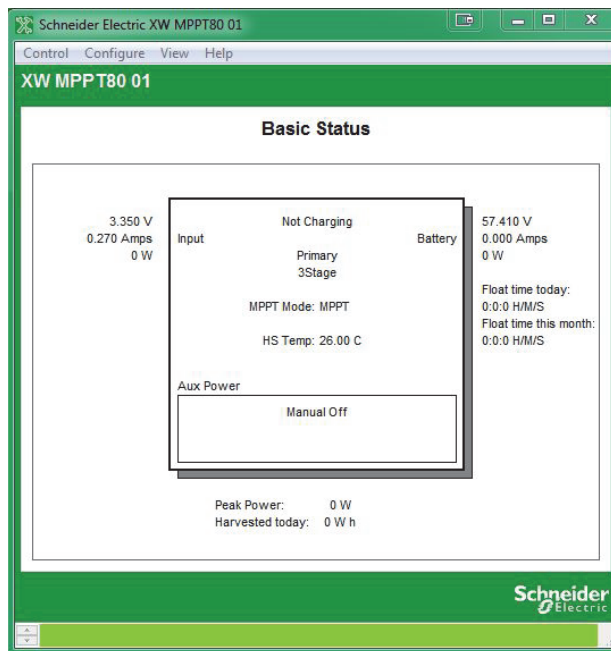 Schneider Electric XW MPPT80 01
Control Configure View Help
XW MPPT80 01
Basic Status
3.350 V
0.270 Amps
0 W
Input
Not Charging
Primary
3Stage
MPPT Mode: MPPT
HS Temp: 26.00 C
Battery
57.410 V
0.000 Amps
0 W
Float time today:
0:0:0 H/M/S
Float time this month:
0:0:0 H/M/S
Aux Power
Manual Off
Peak Power: 0 W
Harvested today: 0 W h
Schneider
Electric